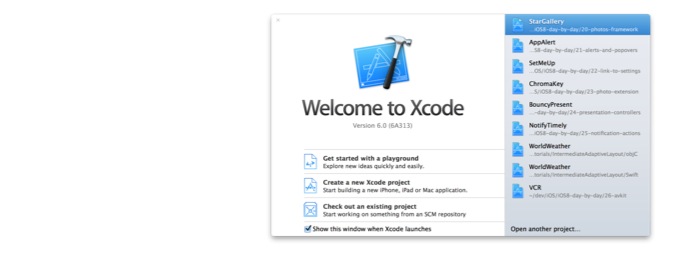 Welcome to Xcode
Version 6.0 (6A313)
Get started with a playground
Explore new ideas quickly and easily.
Create a new Xcode project
Start building a new iPhone, iPad or Mac application.
Check out an existing project
Start working on something from an SCM repository
Show this window when Xcode launches
StarGallery
...iOS8-day-by-day/20-photos-framework
AppAlert
...S8-day-by-day/21-alerts-and-popovers
SetMeUp
...OS/iOS8-day-by-day/22-link-to-settings
ChromaKey
...S/iOS8-day-by-day/23-photo-extension
BouncyPresent
...-day-by-day/24-presentation-controllers
NotifyTimely
...iOS8-day-by-day/25-notification-actions
WorldWeather
...torials/IntermediateAdaptiveLayout/objC
WorldWeather
...torials/IntermediateAdaptiveLayout/Swift
VCR
~/dev/iOS/iOS8-day-by-day/26-avkit
Open another project...